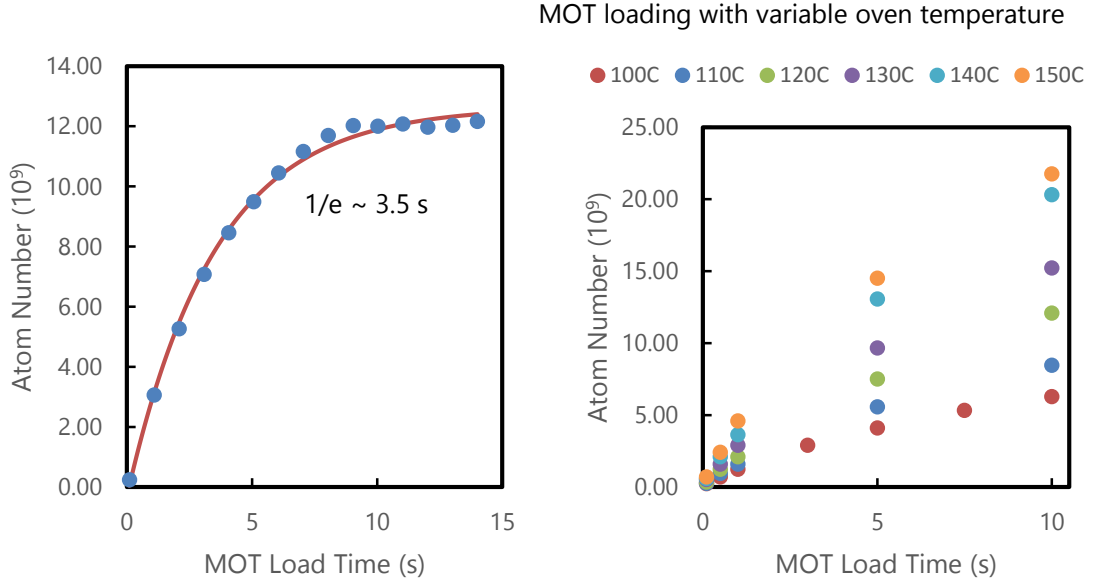 MOT loading with variable oven temperature
14.00
12.00
10.00
8.00
6.00
4.00
2.00
0.00
0 5 10 15
Atom Number (10⁹)
MOT Load Time (s)
1/e ~ 3.5 s
100C 110C 120C 130C 140C 150C
25.00
20.00
15.00
10.00
5.00
0.00
0 5 10
Atom Number (10⁹)
MOT Load Time (s)